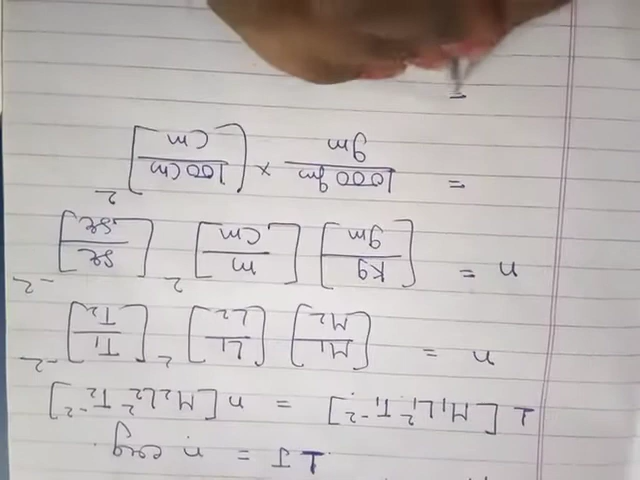 1 J = n erg.
1 [M₁L₁²T₁⁻²] = n [M₂L₂²T₂⁻²]
n = [M₁/M₂] [L₁/L₂]² [T₁/T₂]⁻²
n = [Kg/gm] [m/cm]² [sec/sec]⁻²
= 1000 gm/gm × [100 cm/cm]²
=